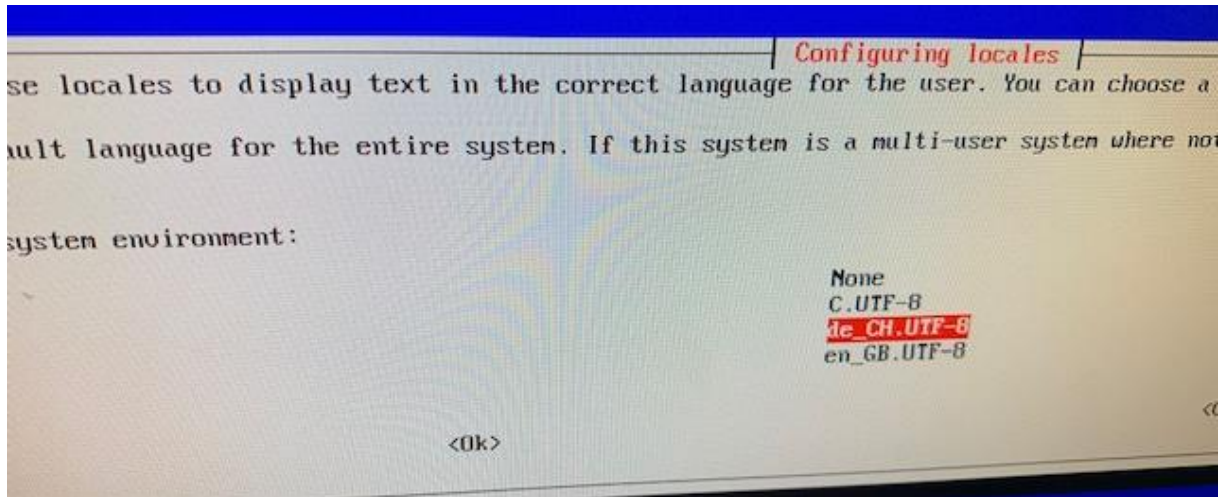 Configuring locales
se locales to display text in the correct language for the user. You can choose a
ult language for the entire system. If this system is a multi-user system where not
system environment:
None
C.UTF-8
de_CH.UTF-8
en_GB.UTF-8
<Ok>